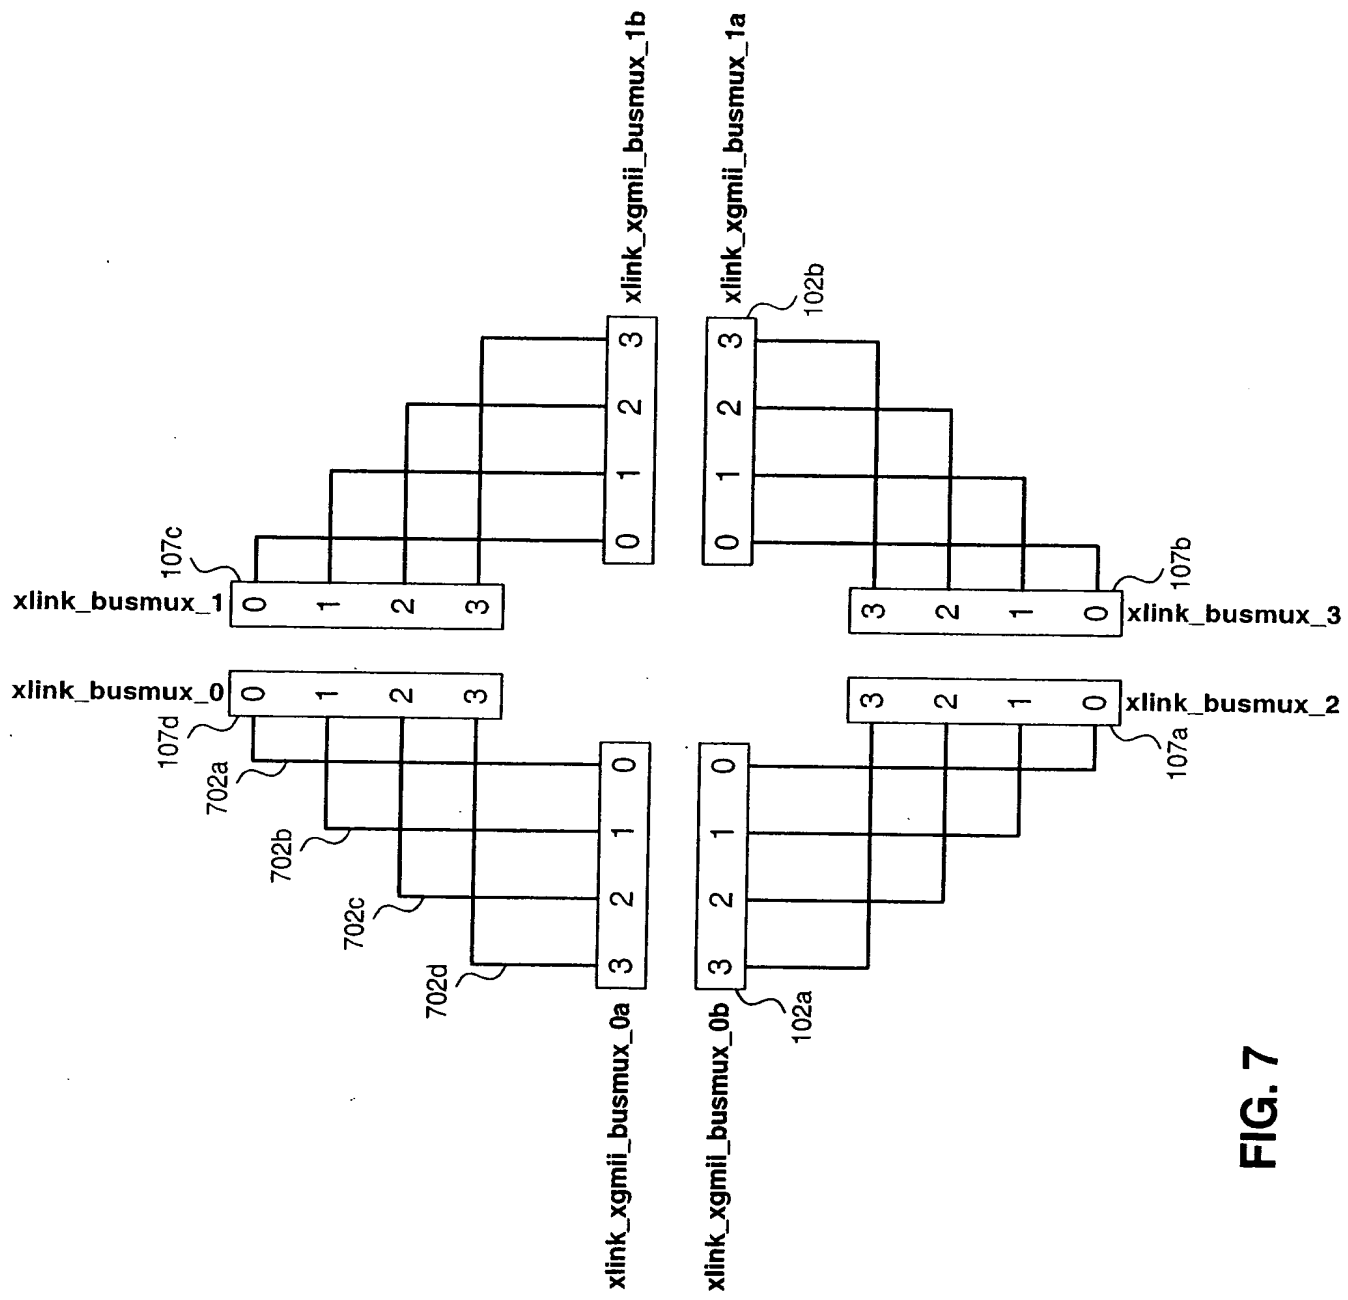 xlink_xgmii_busmux_1b
xlink_xgmii_busmux_1a
102b
3
3
2
2
1
1
0
0
107c
107b
xlink_busmux_1
0
1
2
3
3
2
1
0
xlink_busmux_3
xlink_busmux_0
0
1
2
3
3
2
1
0
xlink_busmux_2
107d
107a
702a
702b
702c
702d
0
0
1
1
2
2
3
3
102a
xlink_xgmii_busmux_0a
xlink_xgmii_busmux_0b
FIG. 7